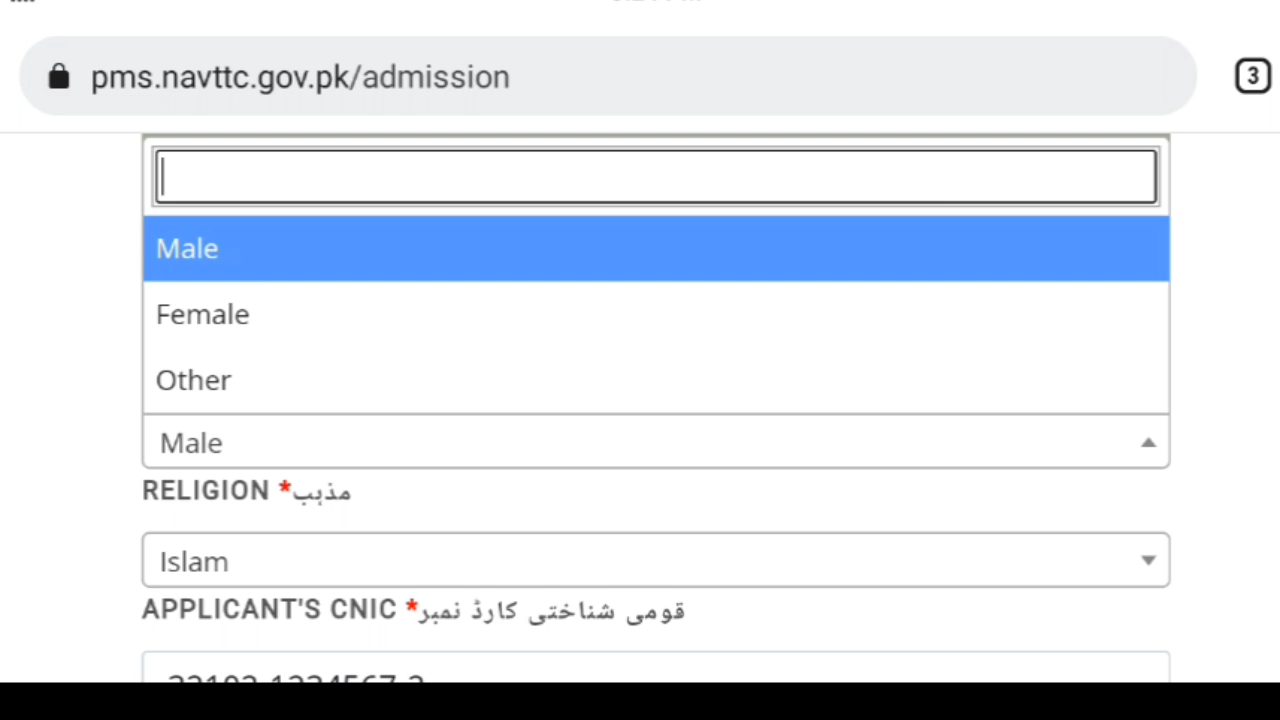 pms.navttc.gov.pk/admission
3
Male
Female
Other
Male
RELIGION *مذہب
Islam
APPLICANT'S CNIC *قومی شناختی کارڈ نمبر